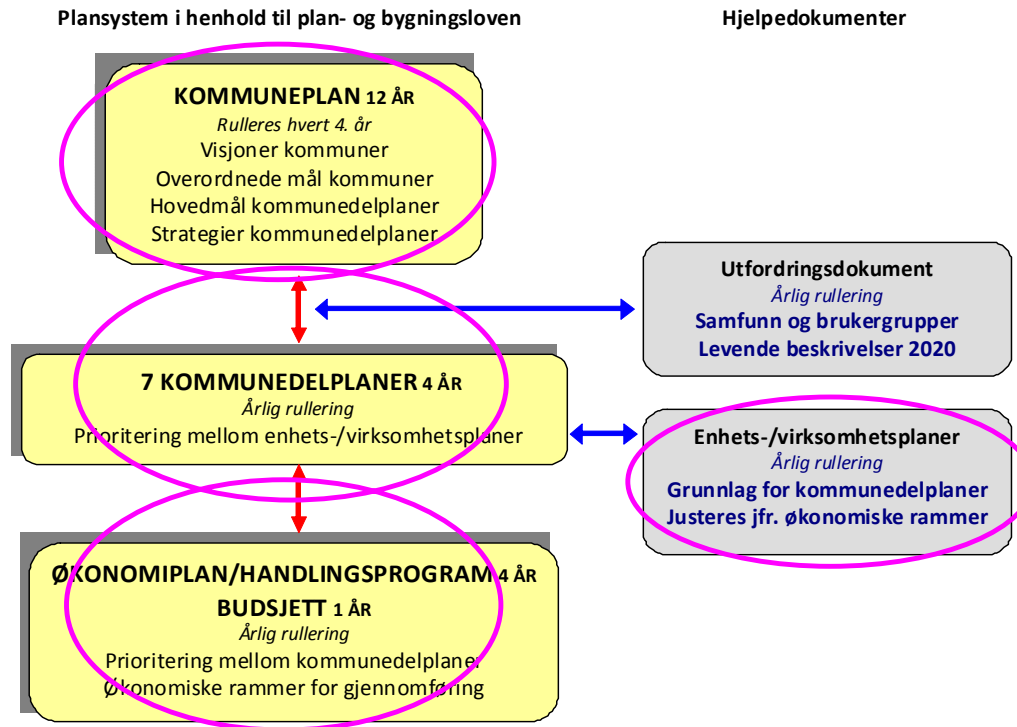 Plansystem i henhold til plan- og bygningsloven
KOMMUNEPLAN 12 ÅR
Rulleres hvert 4. år
Visjoner kommuner
Overordnede mål kommuner
Hovedmål kommunedelplaner
Strategier kommunedelplaner
7 KOMMUNEDELPLANER 4 ÅR
Årlig rullering
Prioritering mellom enhets-/virksomhetsplaner
ØKONOMIPLAN/HANDLINGSPROGRAM 4 ÅR
BUDSJETT 1 ÅR
Årlig rullering
Prioritering mellom kommunedelplaner
Økonomiske rammer for gjennomføring
Hjelpedokumenter
Utfordringsdokument
Årlig rullering
Samfunn og brukergrupper
Levende beskrivelser 2020
Enhets-/virksomhetsplaner
Årlig rullering
Grunnlag for kommunedelplaner
Justeres jfr. økonomiske rammer